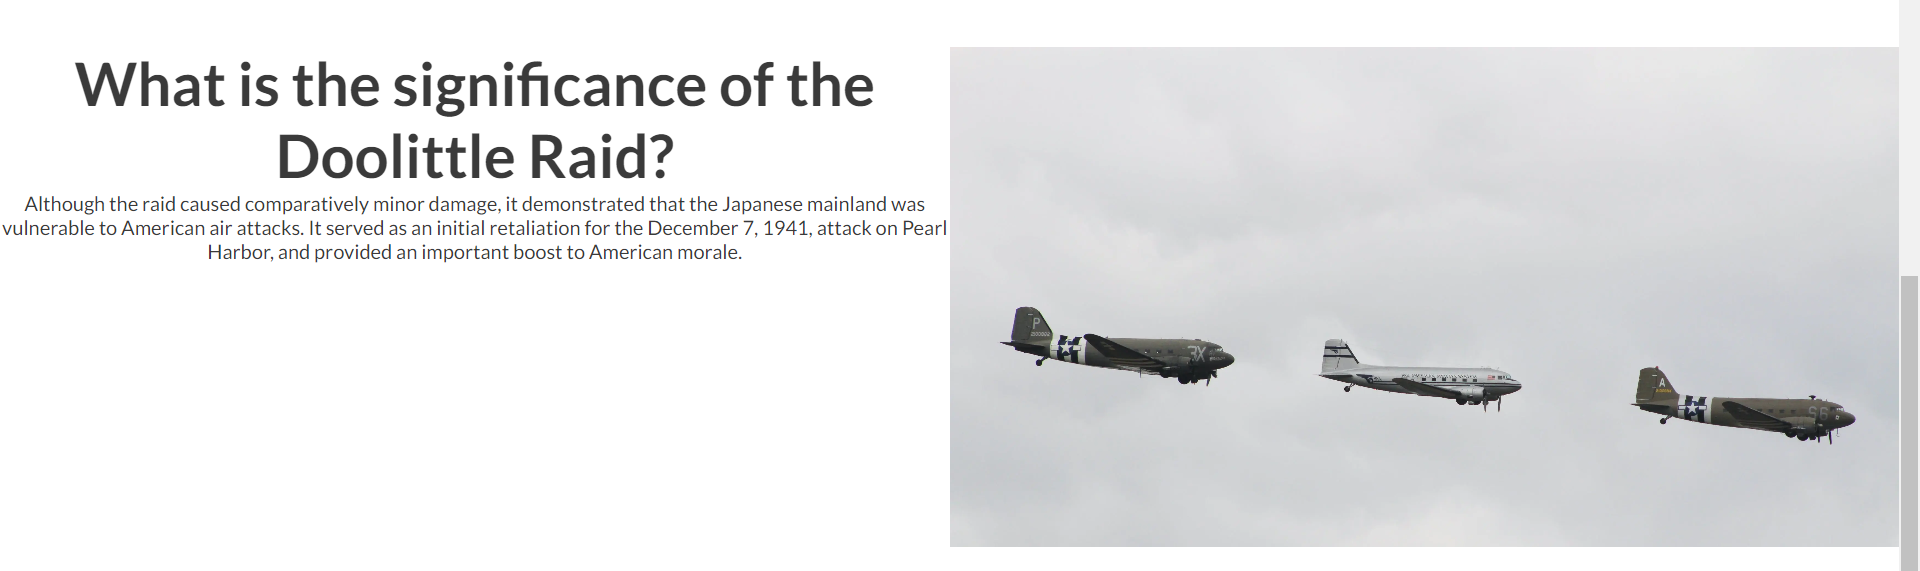 What is the significance of the
Doolittle Raid?
Although the raid caused comparatively minor damage, it demonstrated that the Japanese mainland was
vulnerable to American air attacks. It served as an initial retaliation for the December 7, 1941, attack on Pearl
Harbor, and provided an important boost to American morale.
P
A
S6